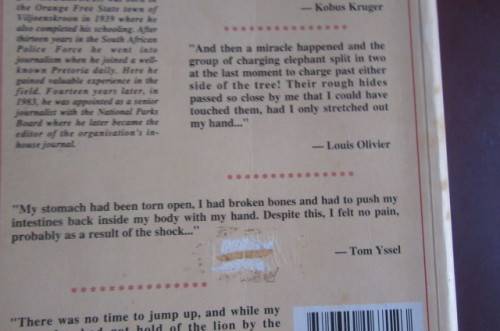 the Orange Free State town of
Viljoenskroon in 1939 where he
also completed his schooling. After
thirteen years in the South African
Police Force he went into
journalism when he joined a well-
known Pretoria daily. Here he
gained valuable experience in the
field. Fourteen years later, in
1983, he was appointed as a senior
journalist with the National Parks
Board where he later became the
editor of the organisation's in-
house journal.
— Kobus Kruger
"And then a miracle happened and the
group of charging elephant split in two
at the last moment to charge past either
side of the tree! Their rough hides
passed so close by me that I could have
touched them, had I only stretched out
my hand..."
— Louis Olivier
"My stomach had been torn open, I had broken bones and had to push my
intestines back inside my body with my hand. Despite this, I felt no pain,
probably as a result of the shock..."
— Tom Yssel
"There was no time to jump up, and while my
got hold of the lion by the